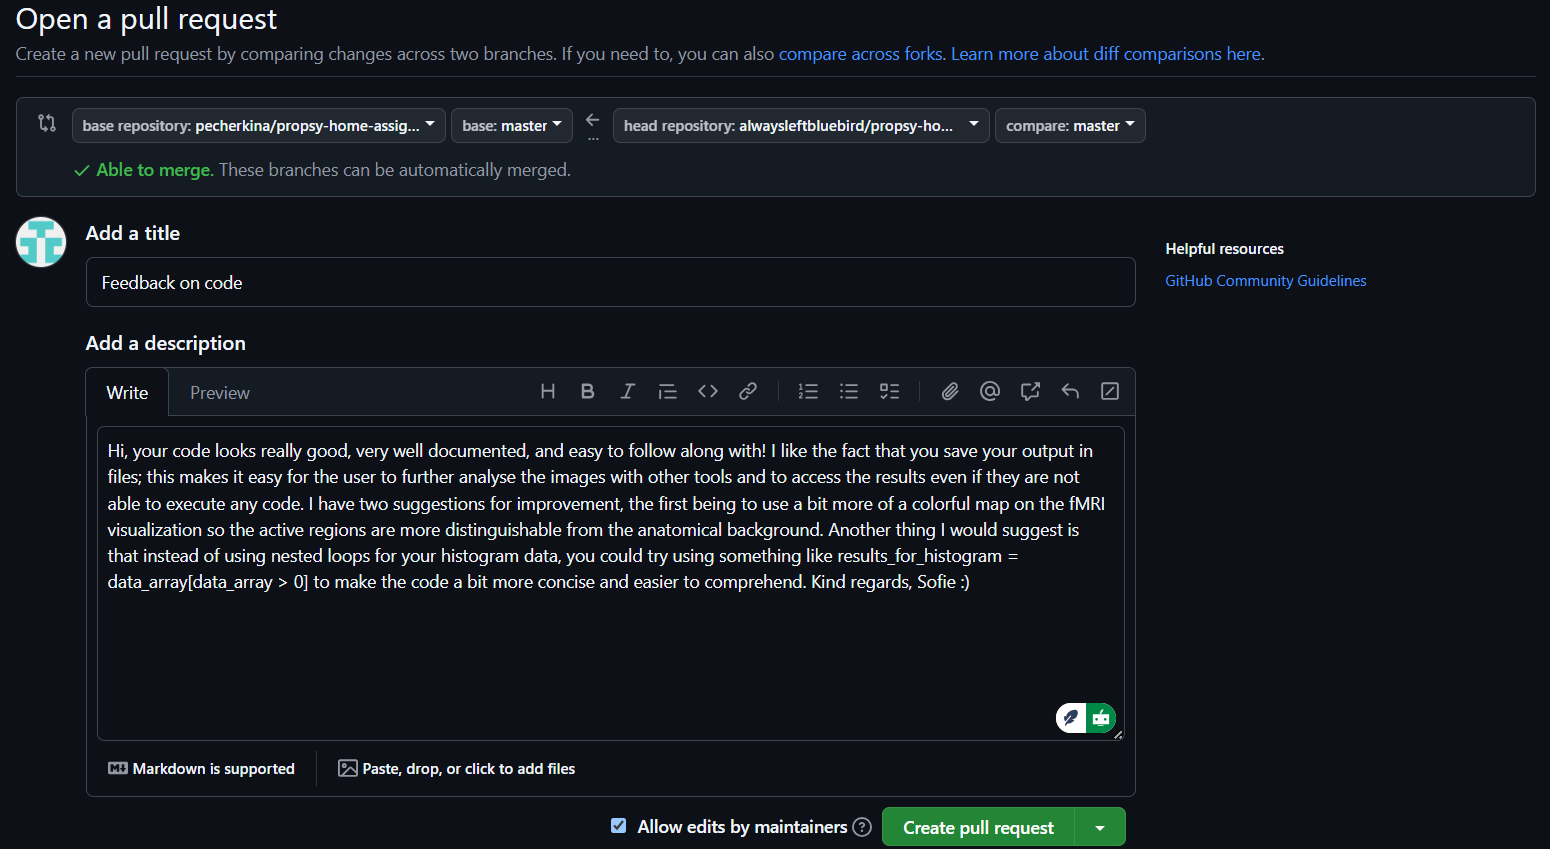 Open a pull request
Create a new pull request by comparing changes across two branches. If you need to, you can also compare across forks. Learn more about diff comparisons here.
base repository: pecherkina/propsy-home-assig... base: master ... head repository: alwaysleftbluebird/propsy-ho... compare: master
Able to merge. These branches can be automatically merged.
Add a title
Helpful resources
Feedback on code
GitHub Community Guidelines
Add a description
Write Preview
Hi, your code looks really good, very well documented, and easy to follow along with! I like the fact that you save your output in
files; this makes it easy for the user to further analyse the images with other tools and to access the results even if they are not
able to execute any code. I have two suggestions for improvement, the first being to use a bit more of a colorful map on the fMRI
visualization so the active regions are more distinguishable from the anatomical background. Another thing I would suggest is
that instead of using nested loops for your histogram data, you could try using something like results_for_histogram =
data_array[data_array > 0] to make the code a bit more concise and easier to comprehend. Kind regards, Sofie :)
Markdown is supported Paste, drop, or click to add files
Allow edits by maintainers Create pull request